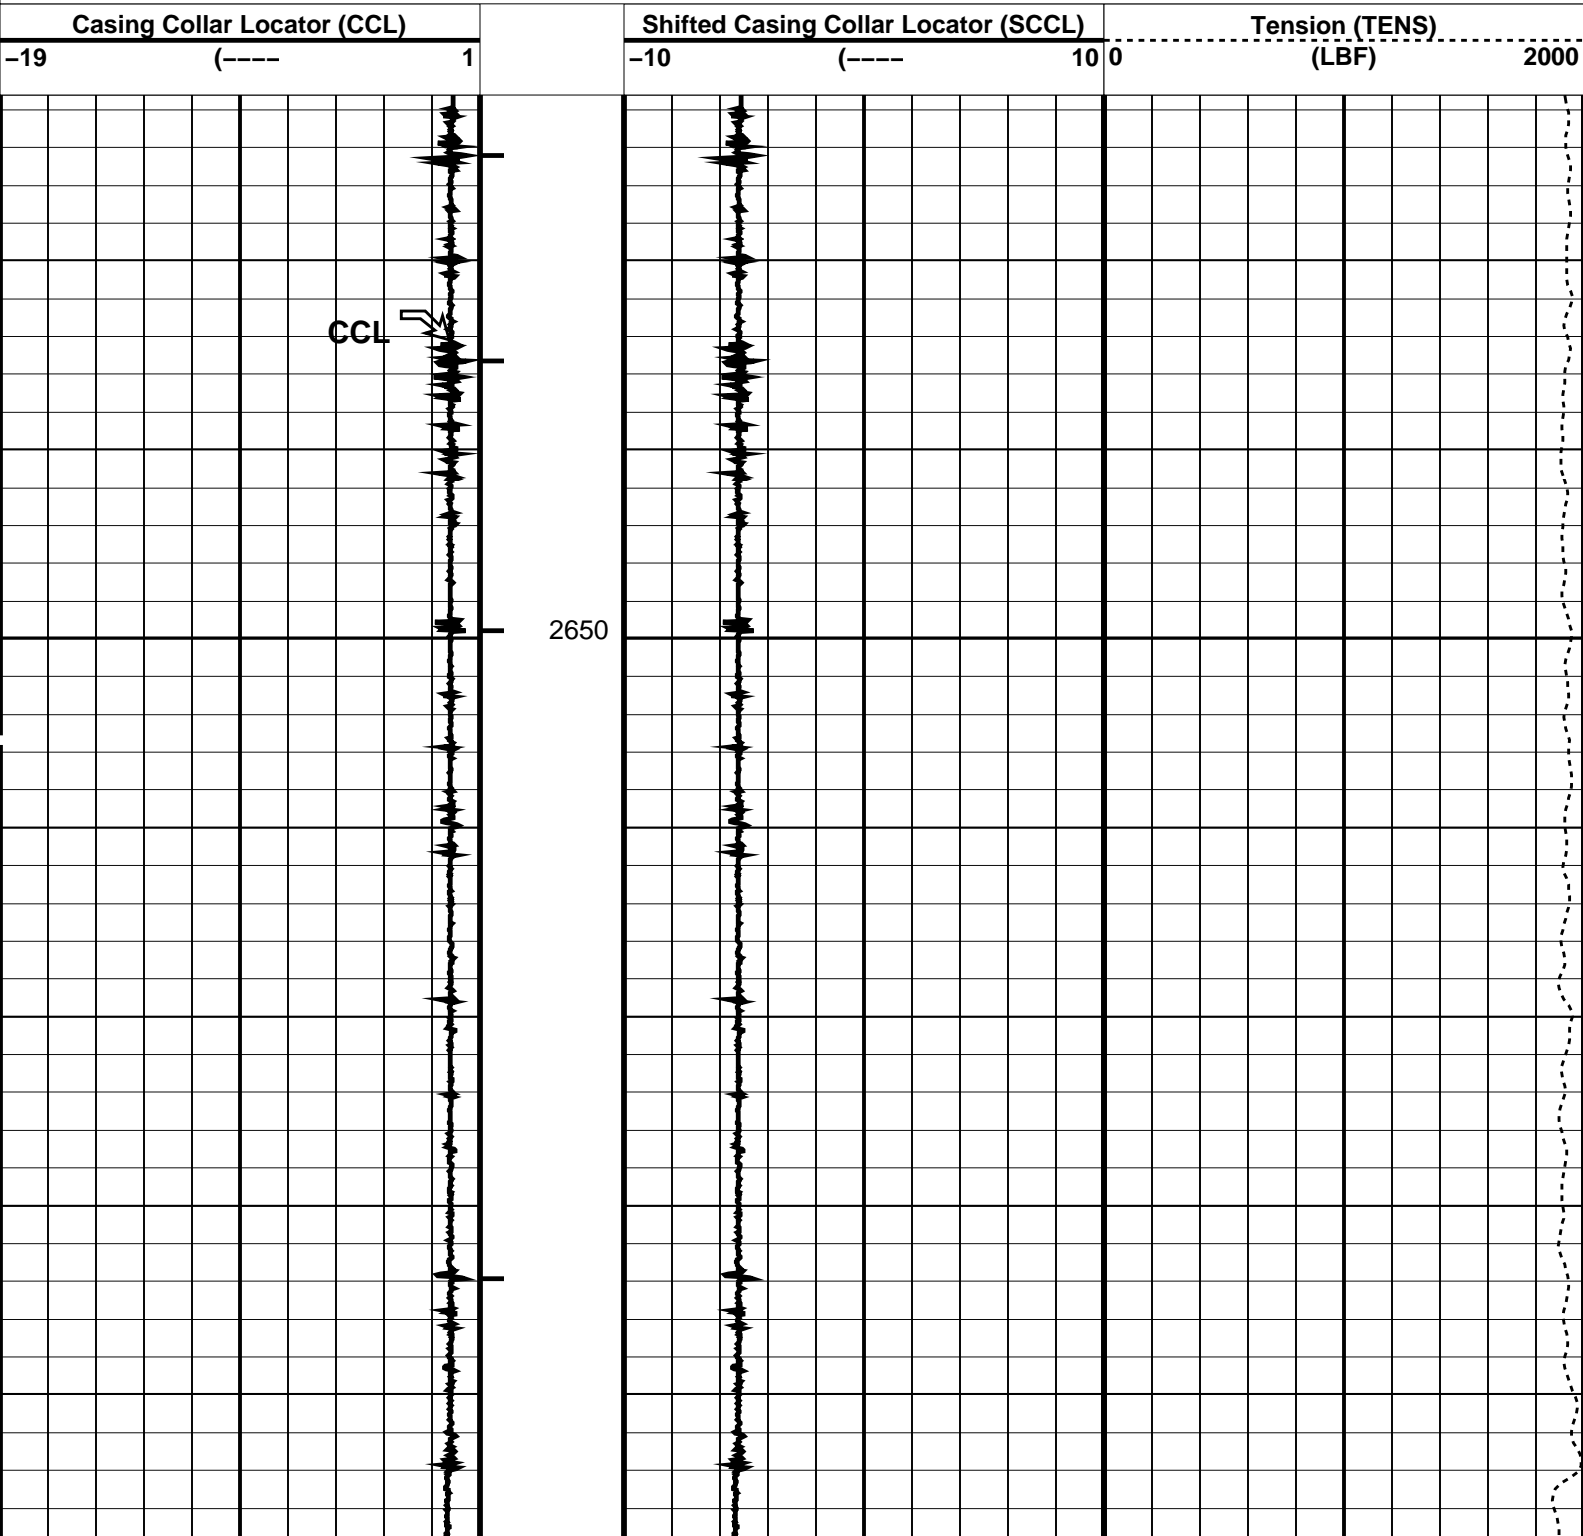 Casing Collar Locator (CCL)
−19 (−−−− 1
Shifted Casing Collar Locator (SCCL)
−10 (−−−− 10
Tension (TENS)
0 (LBF) 2000
CCL
2650